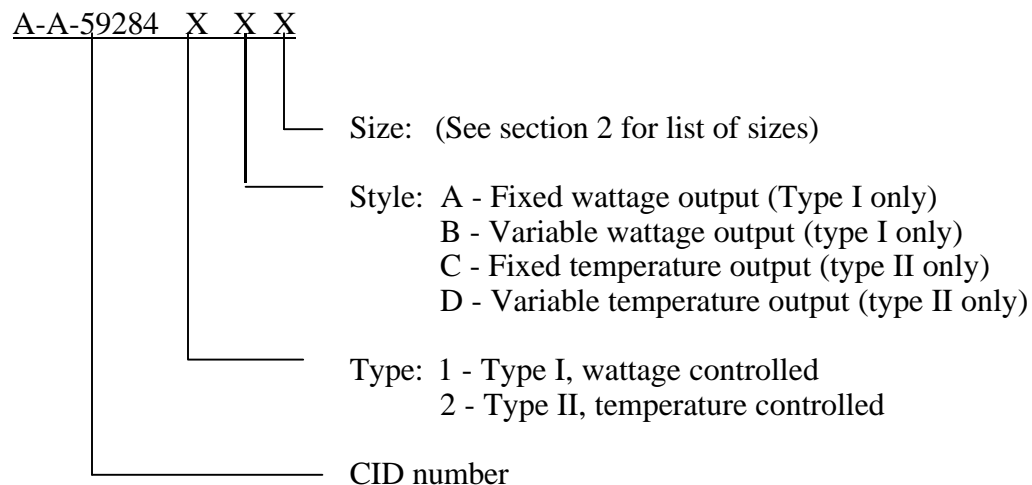 A-A-59284 X X X
Size: (See section 2 for list of sizes)
Style: A - Fixed wattage output (Type I only)
B - Variable wattage output (type I only)
C - Fixed temperature output (type II only)
D - Variable temperature output (type II only)
Type: 1 - Type I, wattage controlled
2 - Type II, temperature controlled
CID number